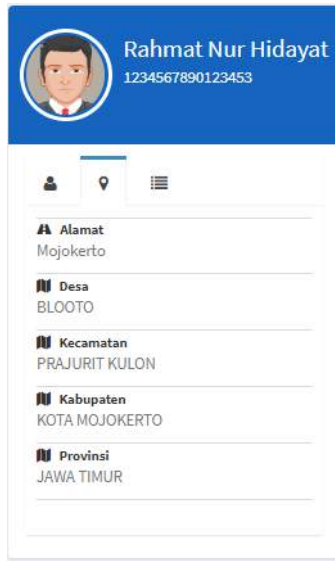 Rahmat Nur Hidayat
1234567890123453
Alamat
Mojokerto
Desa
BLOOTO
Kecamatan
PRAJURIT KULON
Kabupaten
KOTA MOJOKERTO
Provinsi
JAWA TIMUR